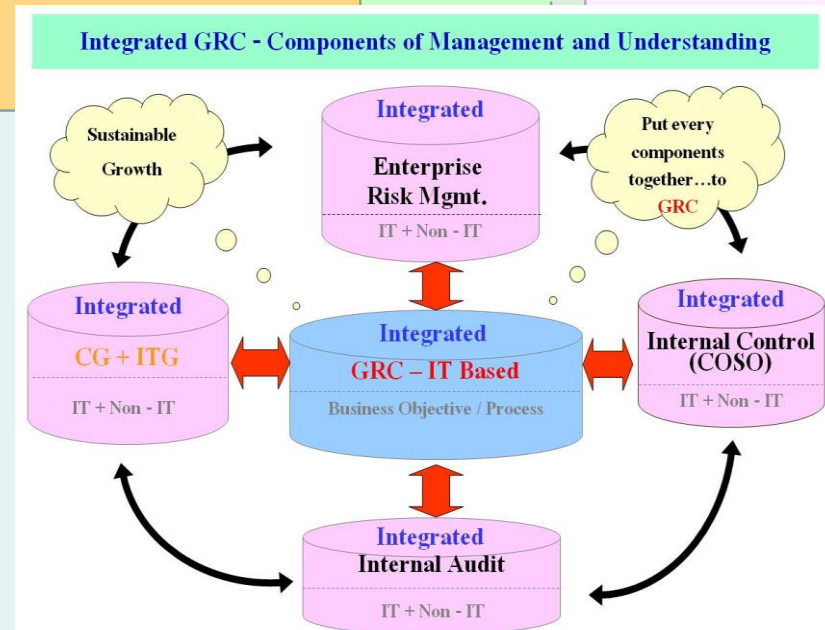 Integrated GRC - Components of Management and Understanding
Sustainable
Growth
Integrated
Enterprise
Risk Mgmt.
IT + Non - IT
Put every
components
together…to
GRC
Integrated
CG + ITG
IT + Non - IT
Integrated
GRC – IT Based
Business Objective / Process
Integrated
Internal Control
(COSO)
IT + Non - IT
Integrated
Internal Audit
IT + Non - IT